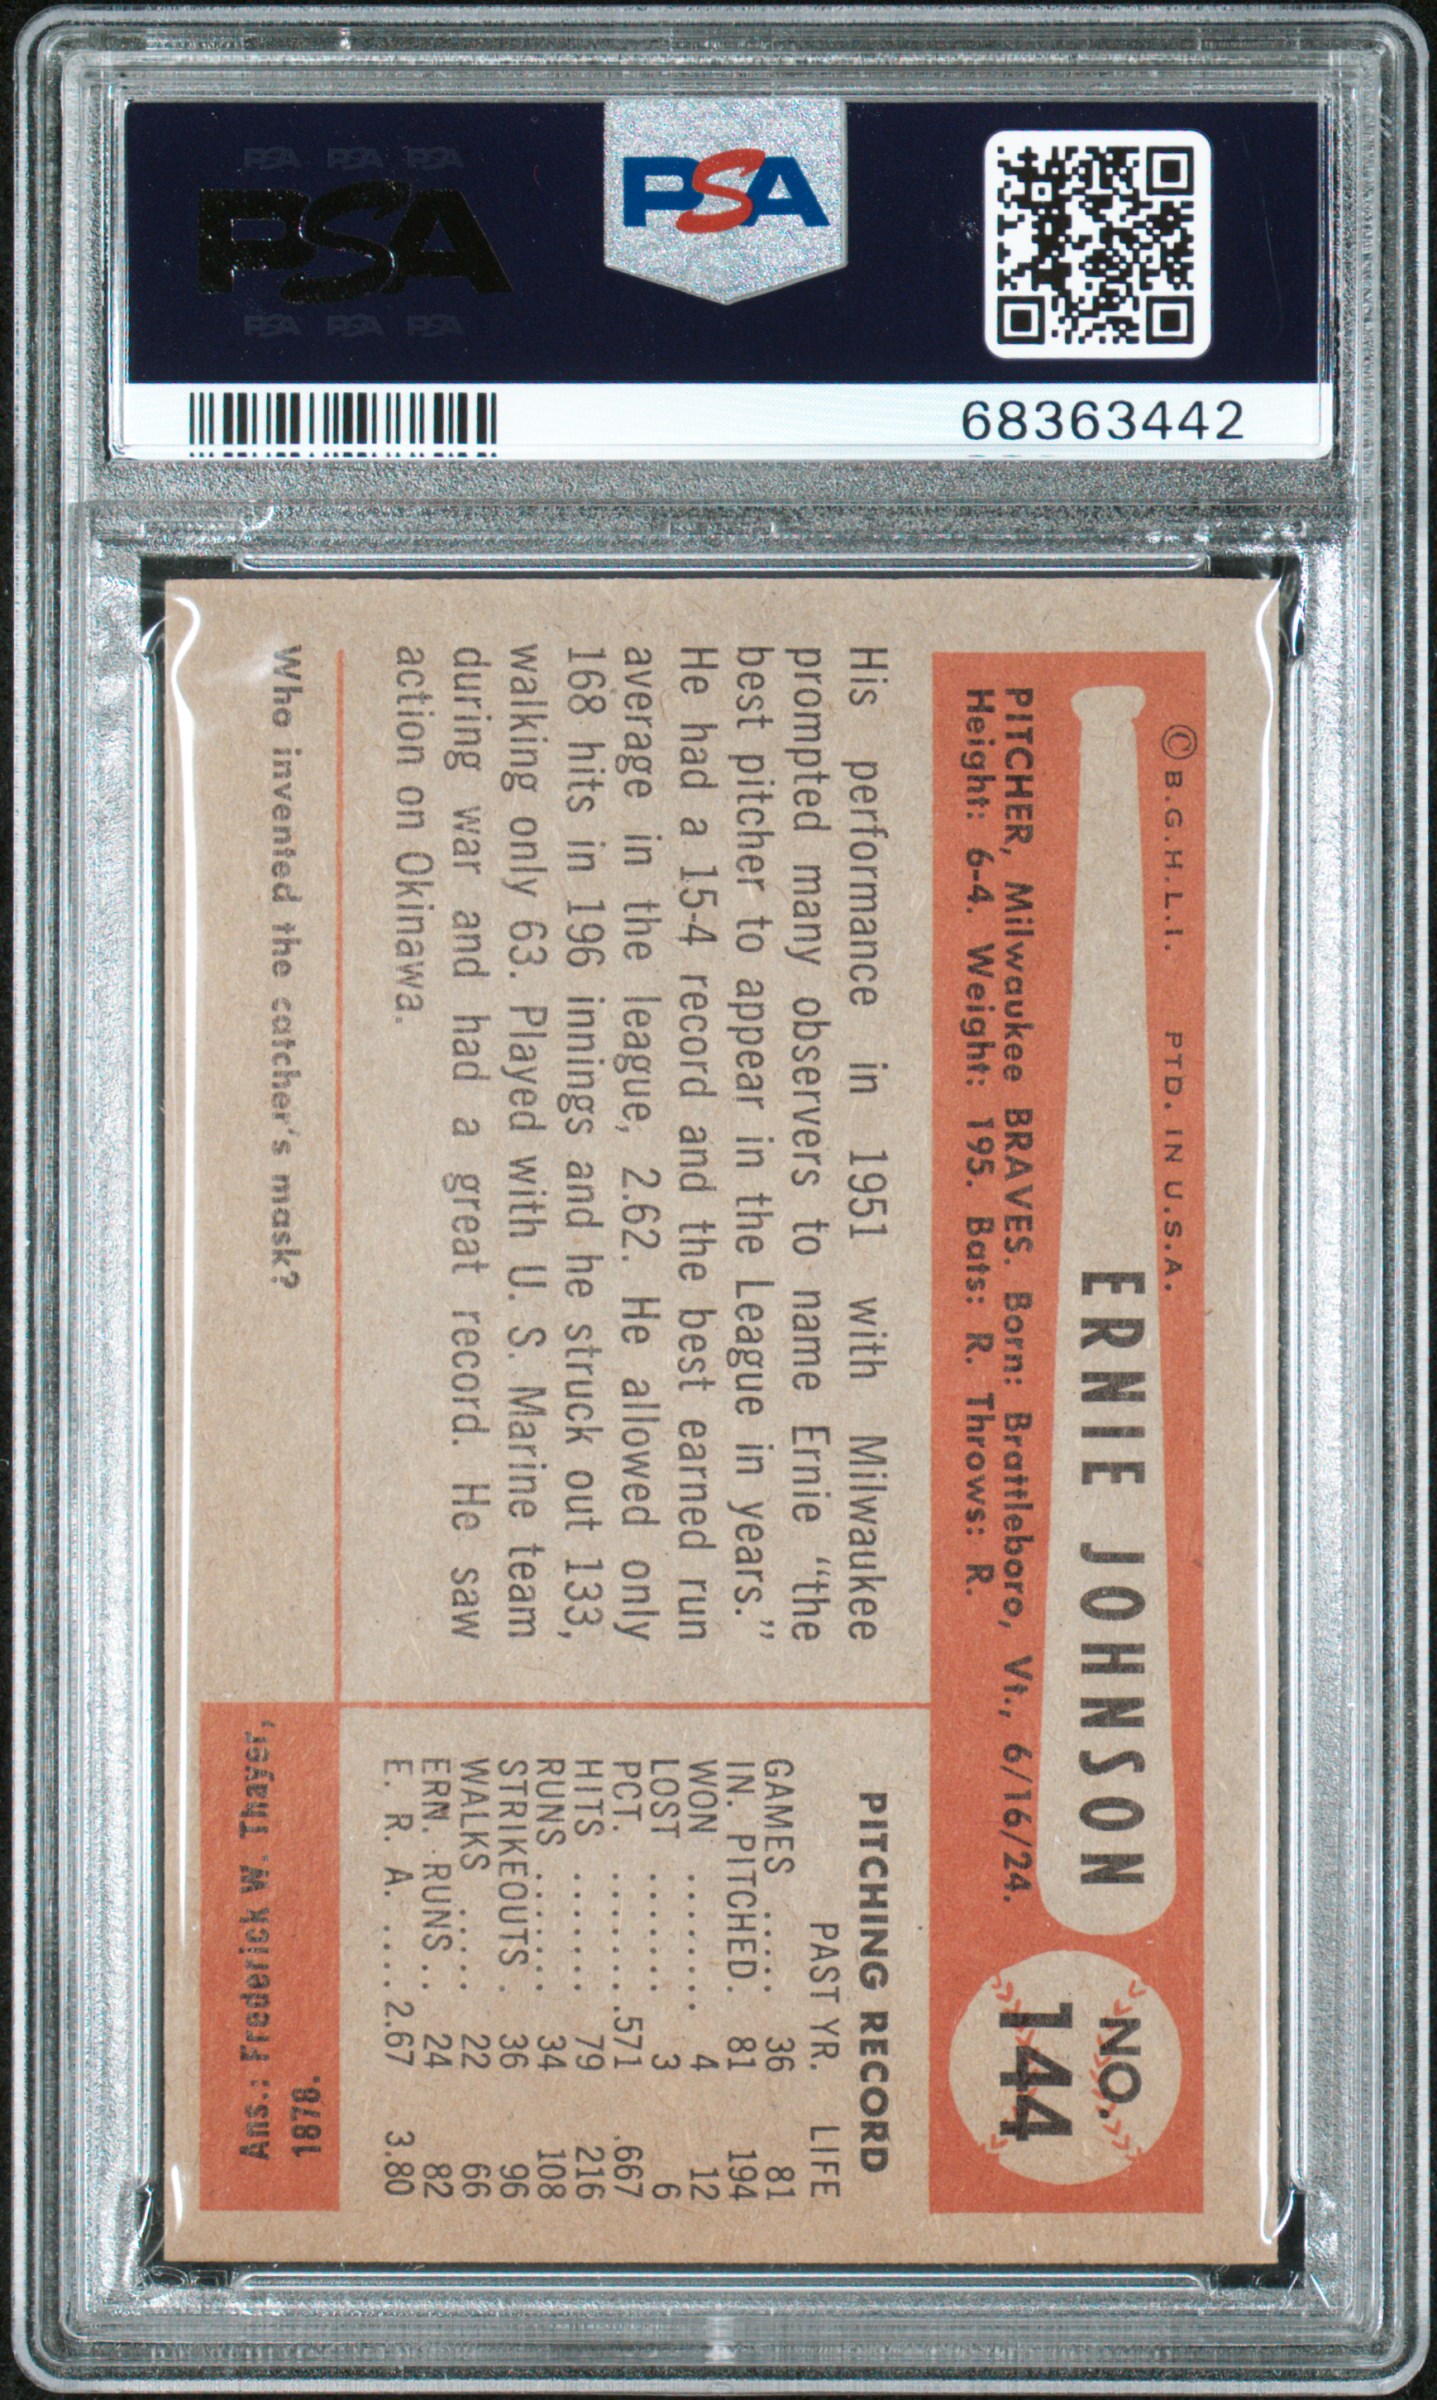 PSA PSA PSA
PSA
PSA PSA PSA
PSA
68363442
© B.G.H.L.I. PTD. IN U.S.A.
ERNIE JOHNSON
NO.
144
PITCHER, Milwaukee BRAVES. Born: Brattleboro, Vt., 6/16/24.
Height: 6-4. Weight: 195. Bats: R. Throws: R.
His performance in 1951 with Milwaukee
prompted many observers to name Ernie "the
best pitcher to appear in the League in years."
He had a 15-4 record and the best earned run
average in the league, 2.62. He allowed only
168 hits in 196 innings and he struck out 133,
walking only 63. Played with U. S. Marine team
during war and had a great record. He saw
action on Okinawa.
PITCHING RECORD
PAST YR. LIFE
GAMES ..... 36 81
IN. PITCHED. 81 194
WON ....... 4 12
LOST ...... 3 6
PCT. ....... .571 .667
HITS ...... 79 216
RUNS ...... 34 108
STRIKEOUTS . 36 96
WALKS ..... 22 66
ERN. RUNS .. 24 82
E. R. A. .... 2.67 3.80
Who invented the catcher's mask?
Ans.: Frederick W. Thayer,
1878.